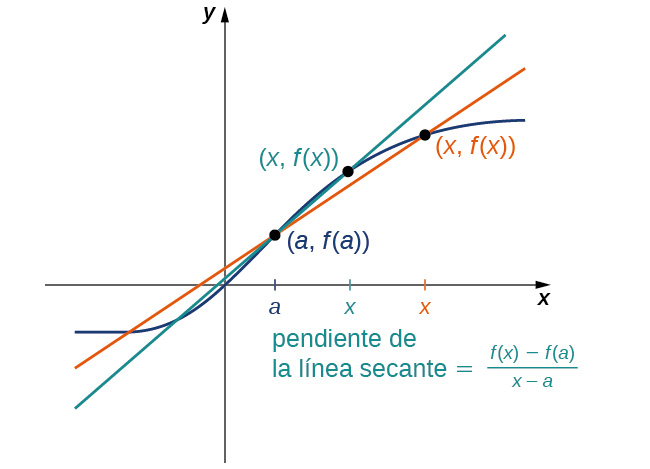 y
(x, f(x))
(x, f(x))
(a, f(a))
x
a x x
pendiente de
la línea secante = f(x) – f(a)
x – a